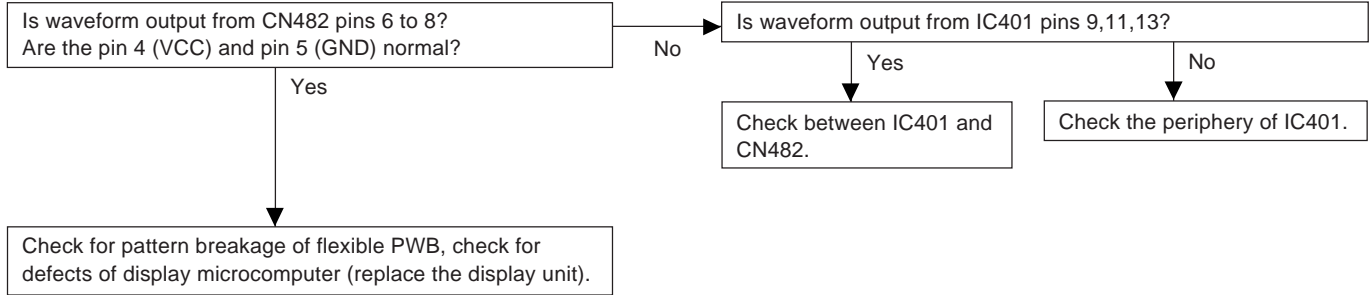 Is waveform output from CN482 pins 6 to 8?
Are the pin 4 (VCC) and pin 5 (GND) normal?
No
Is waveform output from IC401 pins 9,11,13?
Yes
Yes
No
Check between IC401 and
CN482.
Check the periphery of IC401.
Check for pattern breakage of flexible PWB, check for
defects of display microcomputer (replace the display unit).